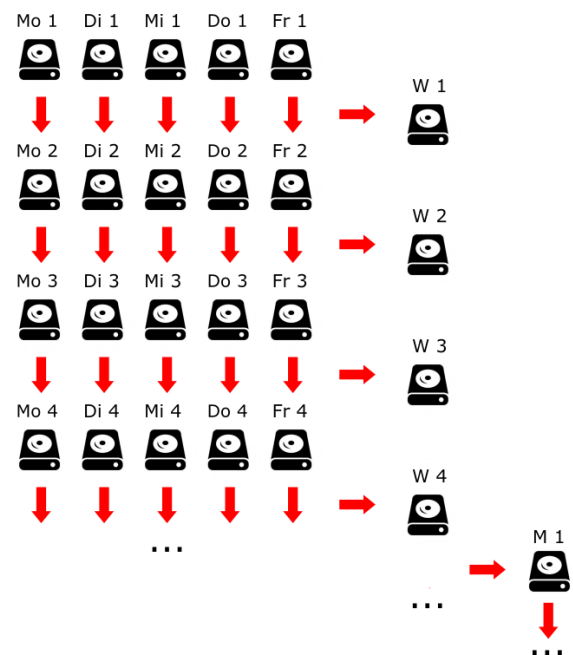 Mo 1 Di 1 Mi 1 Do 1 Fr 1
W 1
Mo 2 Di 2 Mi 2 Do 2 Fr 2
W 2
Mo 3 Di 3 Mi 3 Do 3 Fr 3
W 3
Mo 4 Di 4 Mi 4 Do 4 Fr 4
W 4
...
M 1
...
...